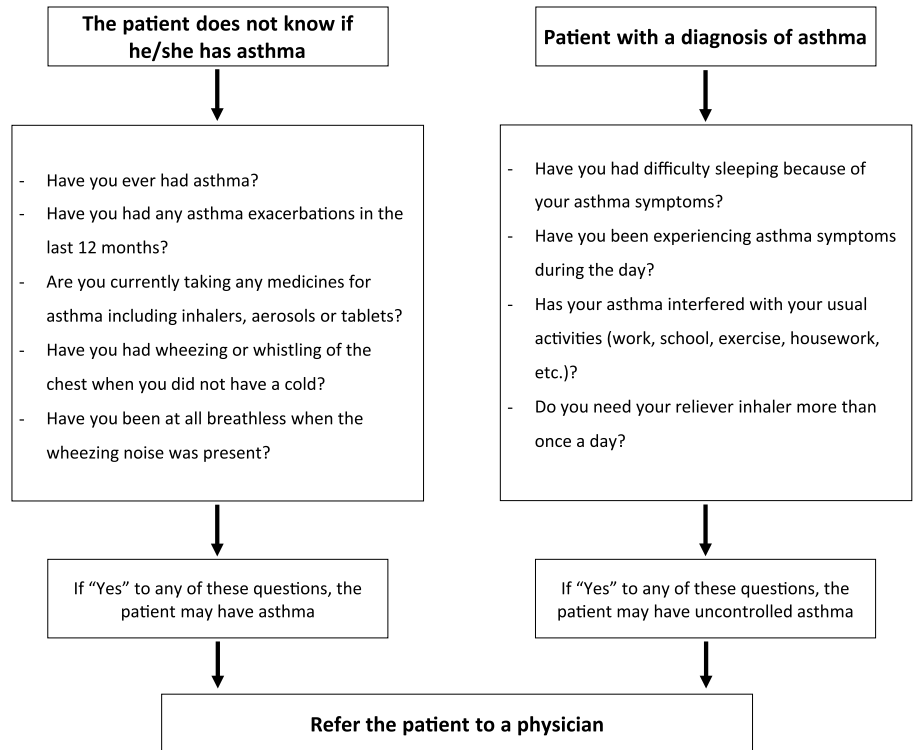 The patient does not know if
he/she has asthma
- Have you ever had asthma?
- Have you had any asthma exacerbations in the
last 12 months?
- Are you currently taking any medicines for
asthma including inhalers, aerosols or tablets?
- Have you had wheezing or whistling of the
chest when you did not have a cold?
- Have you been at all breathless when the
wheezing noise was present?
If “Yes” to any of these questions, the
patient may have asthma
Patient with a diagnosis of asthma
- Have you had difficulty sleeping because of
your asthma symptoms?
- Have you been experiencing asthma symptoms
during the day?
- Has your asthma interfered with your usual
activities (work, school, exercise, housework,
etc.)?
- Do you need your reliever inhaler more than
once a day?
If “Yes” to any of these questions, the
patient may have uncontrolled asthma
Refer the patient to a physician